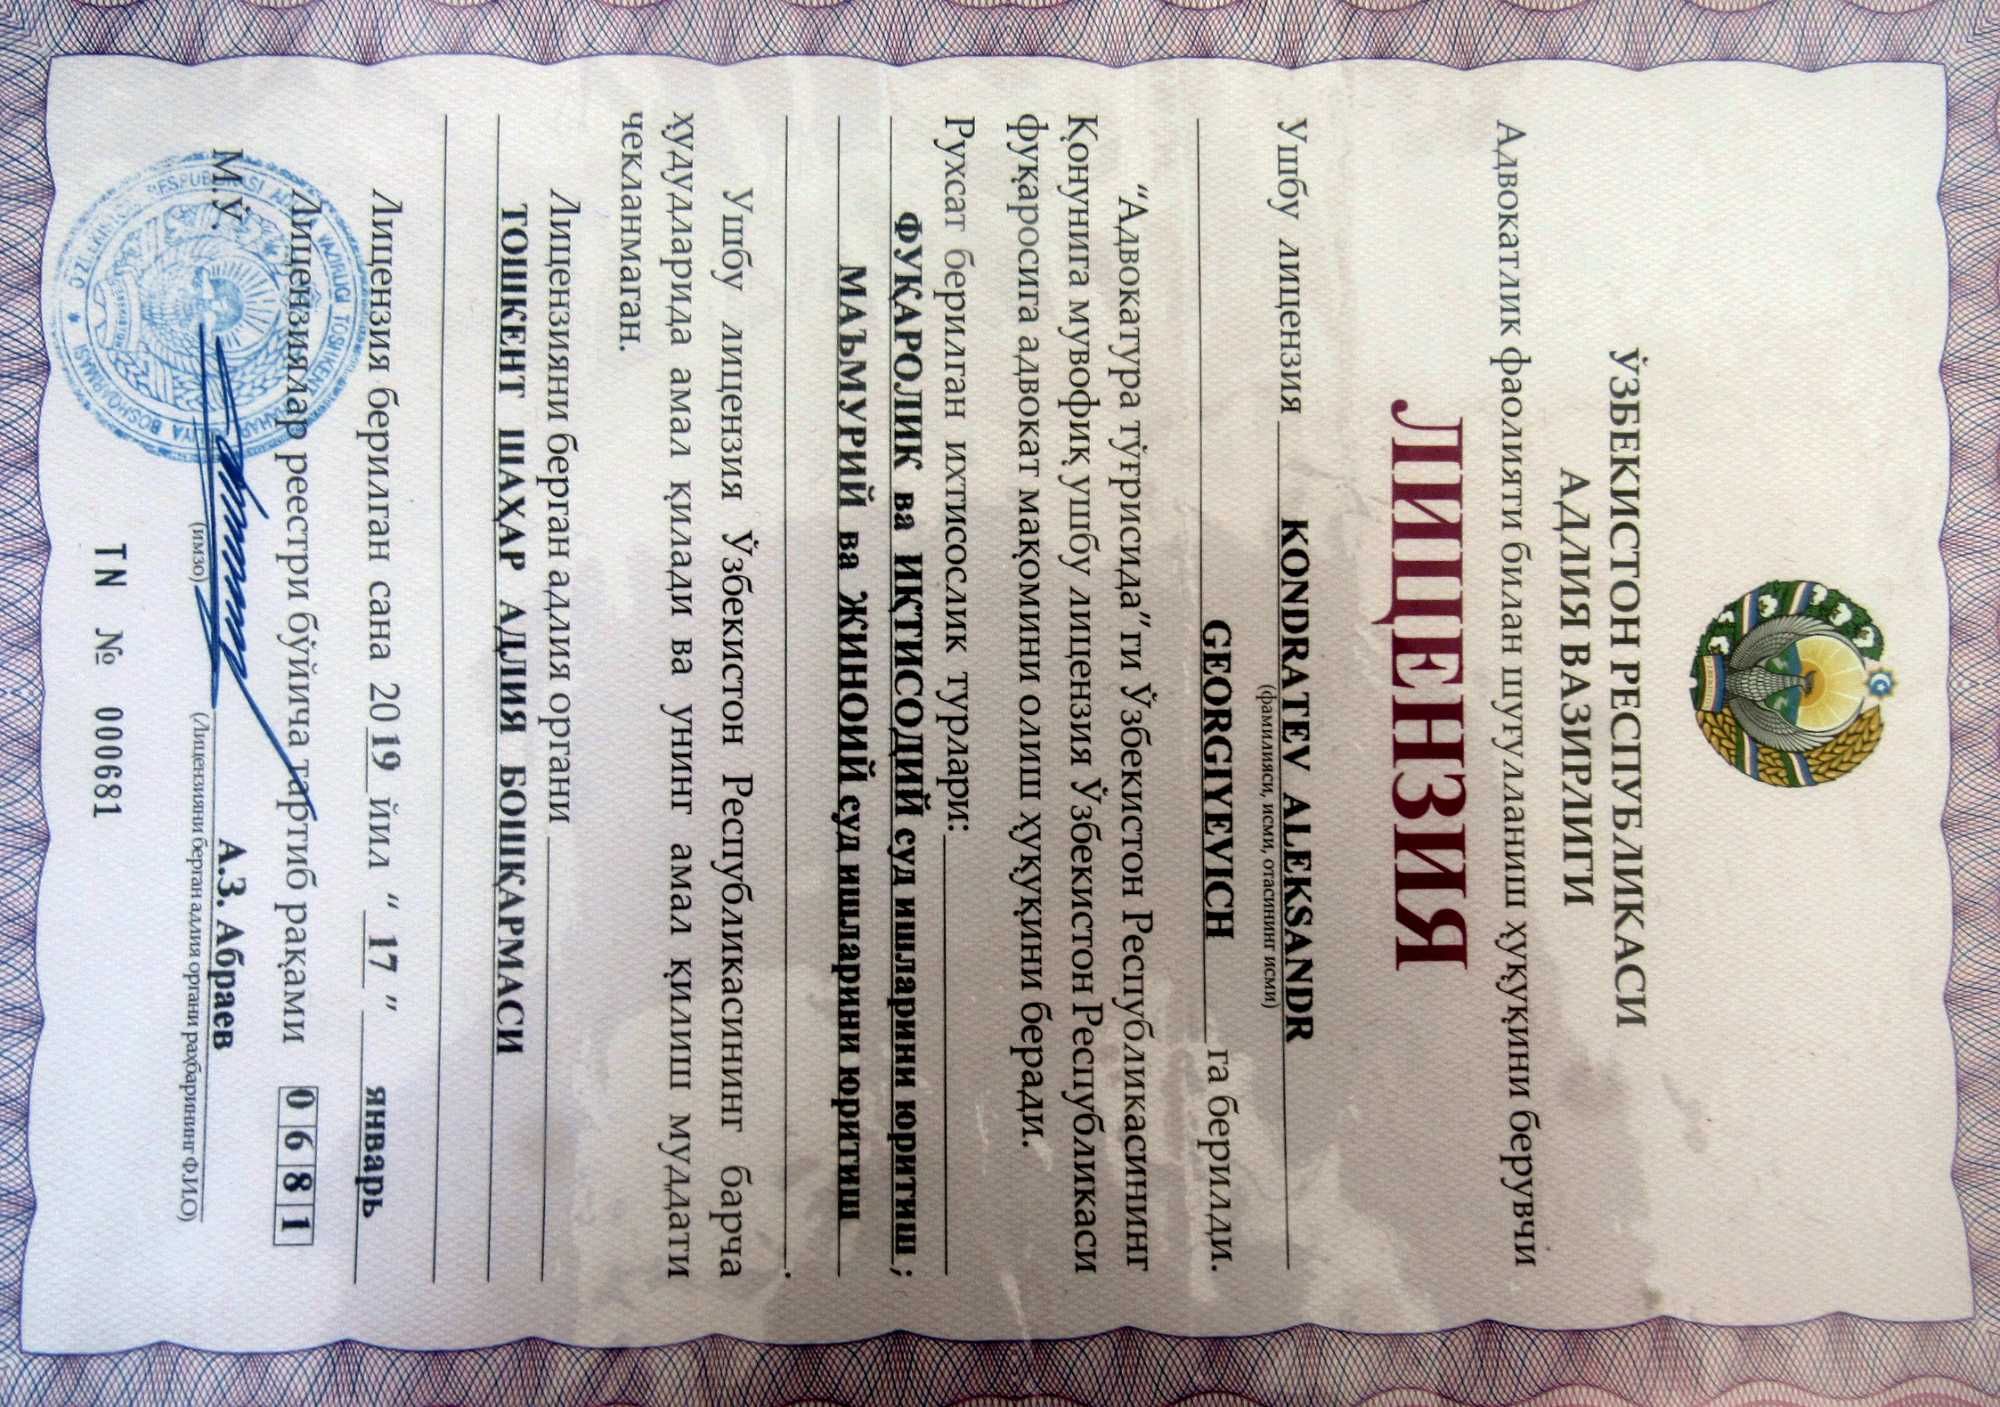 ЎЗБЕКИСТОН РЕСПУБЛИКАСИ
АДЛИЯ ВАЗИРЛИГИ
Адвокатлик фаолияти билан шуғулланиш ҳуқуқини берувчи
ЛИЦЕНЗИЯ
Ушбу лицензия KONDRATEV ALEKSANDR
(фамилияси, исми, отасининг исми)
GEORGIYEVICH га берилди.
“Адвокатура тўғрисида”ги Ўзбекистон Республикасининг
Қонунига мувофиқ ушбу лицензия Ўзбекистон Республикаси
фуқаросига адвокат мақомини олиш ҳуқуқини беради.
Рухсат берилган ихтисослик турлари:
ФУҚАРОЛИК ва ИҚТИСОДИЙ суд ишларини юритиш ;
МАЪМУРИЙ ва ЖИНОИЙ суд ишларини юритиш
.
Ушбу лицензия Ўзбекистон Республикасининг барча
ҳудудларида амал қилади ва унинг амал қилиш муддати
чекланмаган.
Лицензияни берган адлия органи
ТОШКЕНТ ШАҲАР АДЛИЯ БОШҚАРМАСИ
Лицензия берилган сана 2019 йил “ 17 ” январь
Лицензиялар реестри бўйича тартиб рақами 0681
М.Ў. А.З. Абраев
(имзо) (Лицензияни берган адлия органи раҳбарининг Ф.И.О)
TN № 000681